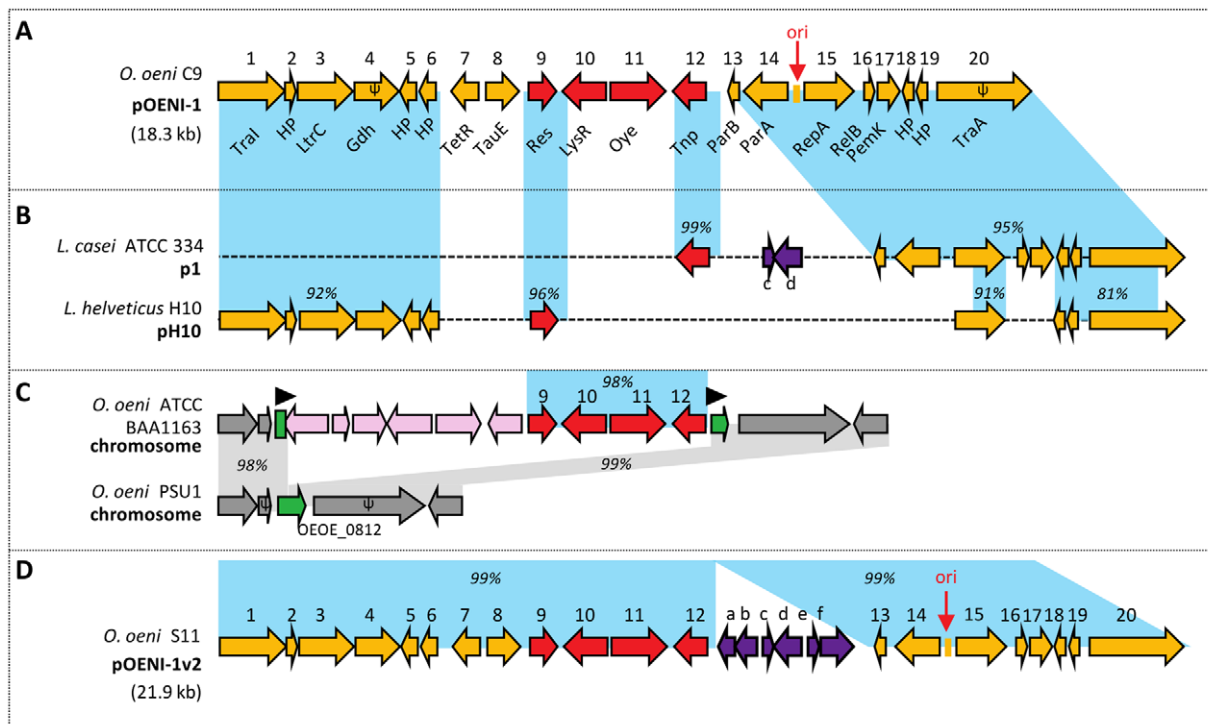 A
ori
1 2 3 4 5 6 7 8 9 10 11 12 13 14 15 16 17 18 19 20
O. oeni C9
pOENI-1
(18.3 kb)
ψ ψ
TraI HP LtrC Gdh HP HP TetR TauE Res LysR Oye Tnp ParB ParA RepA RelB PemK HP HP TraA
B
L. casei ATCC 334
p1
99% 95%
c d
L. helveticus H10
pH10
92% 96% 91% 81%
C
98%
O. oeni ATCC
BAA1163
chromosome
9 10 11 12
98% 99%
O. oeni PSU1
chromosome
ψ ψ
OEOE_0812
D
99% 99% ori
1 2 3 4 5 6 7 8 9 10 11 12 a b c d e f 13 14 15 16 17 18 19 20
O. oeni S11
pOENI-1v2
(21.9 kb)